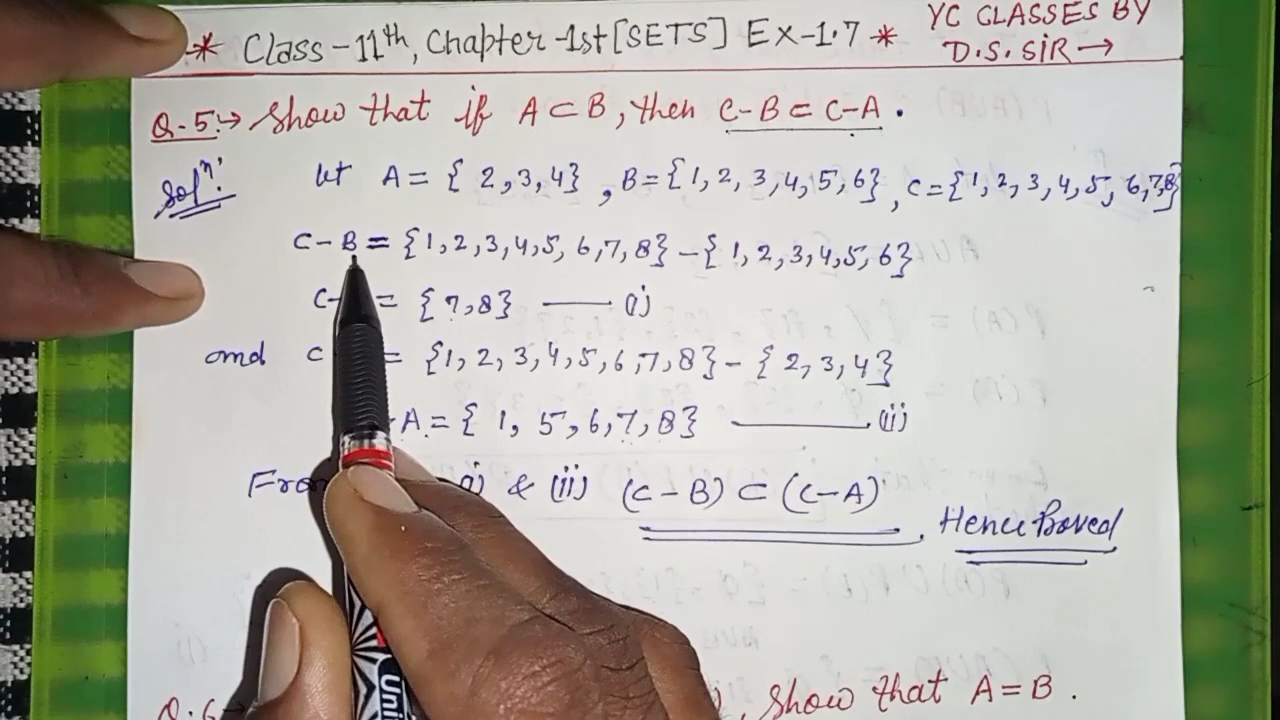 * Class-11th, Chapter-1st [SETS] Ex-1.7 * YC CLASSES BY
D.S. SIR →
Q.5 → Show that if A ⊂ B, then C-B ⊂ C-A.
Solⁿ: let A = { 2,3,4} , B = {1,2,3,4,5,6} , C = {1,2,3,4,5,6,7,8}
C-B = {1,2,3,4,5,6,7,8} - {1,2,3,4,5,6}
C- = {7,8} —— (i)
and C = {1,2,3,4,5,6,7,8} - {2,3,4}
A = {1,5,6,7,8} —— (ii)
& (ii) (C-B) ⊂ (C-A)
Hence Proved
Q.6 → , Show that A=B.
Uni